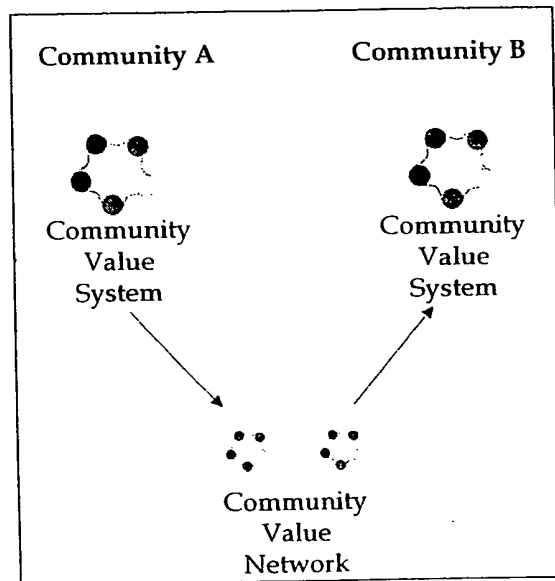 Community A
Community B
Community
Value
System
Community
Value
System
Community
Value
Network